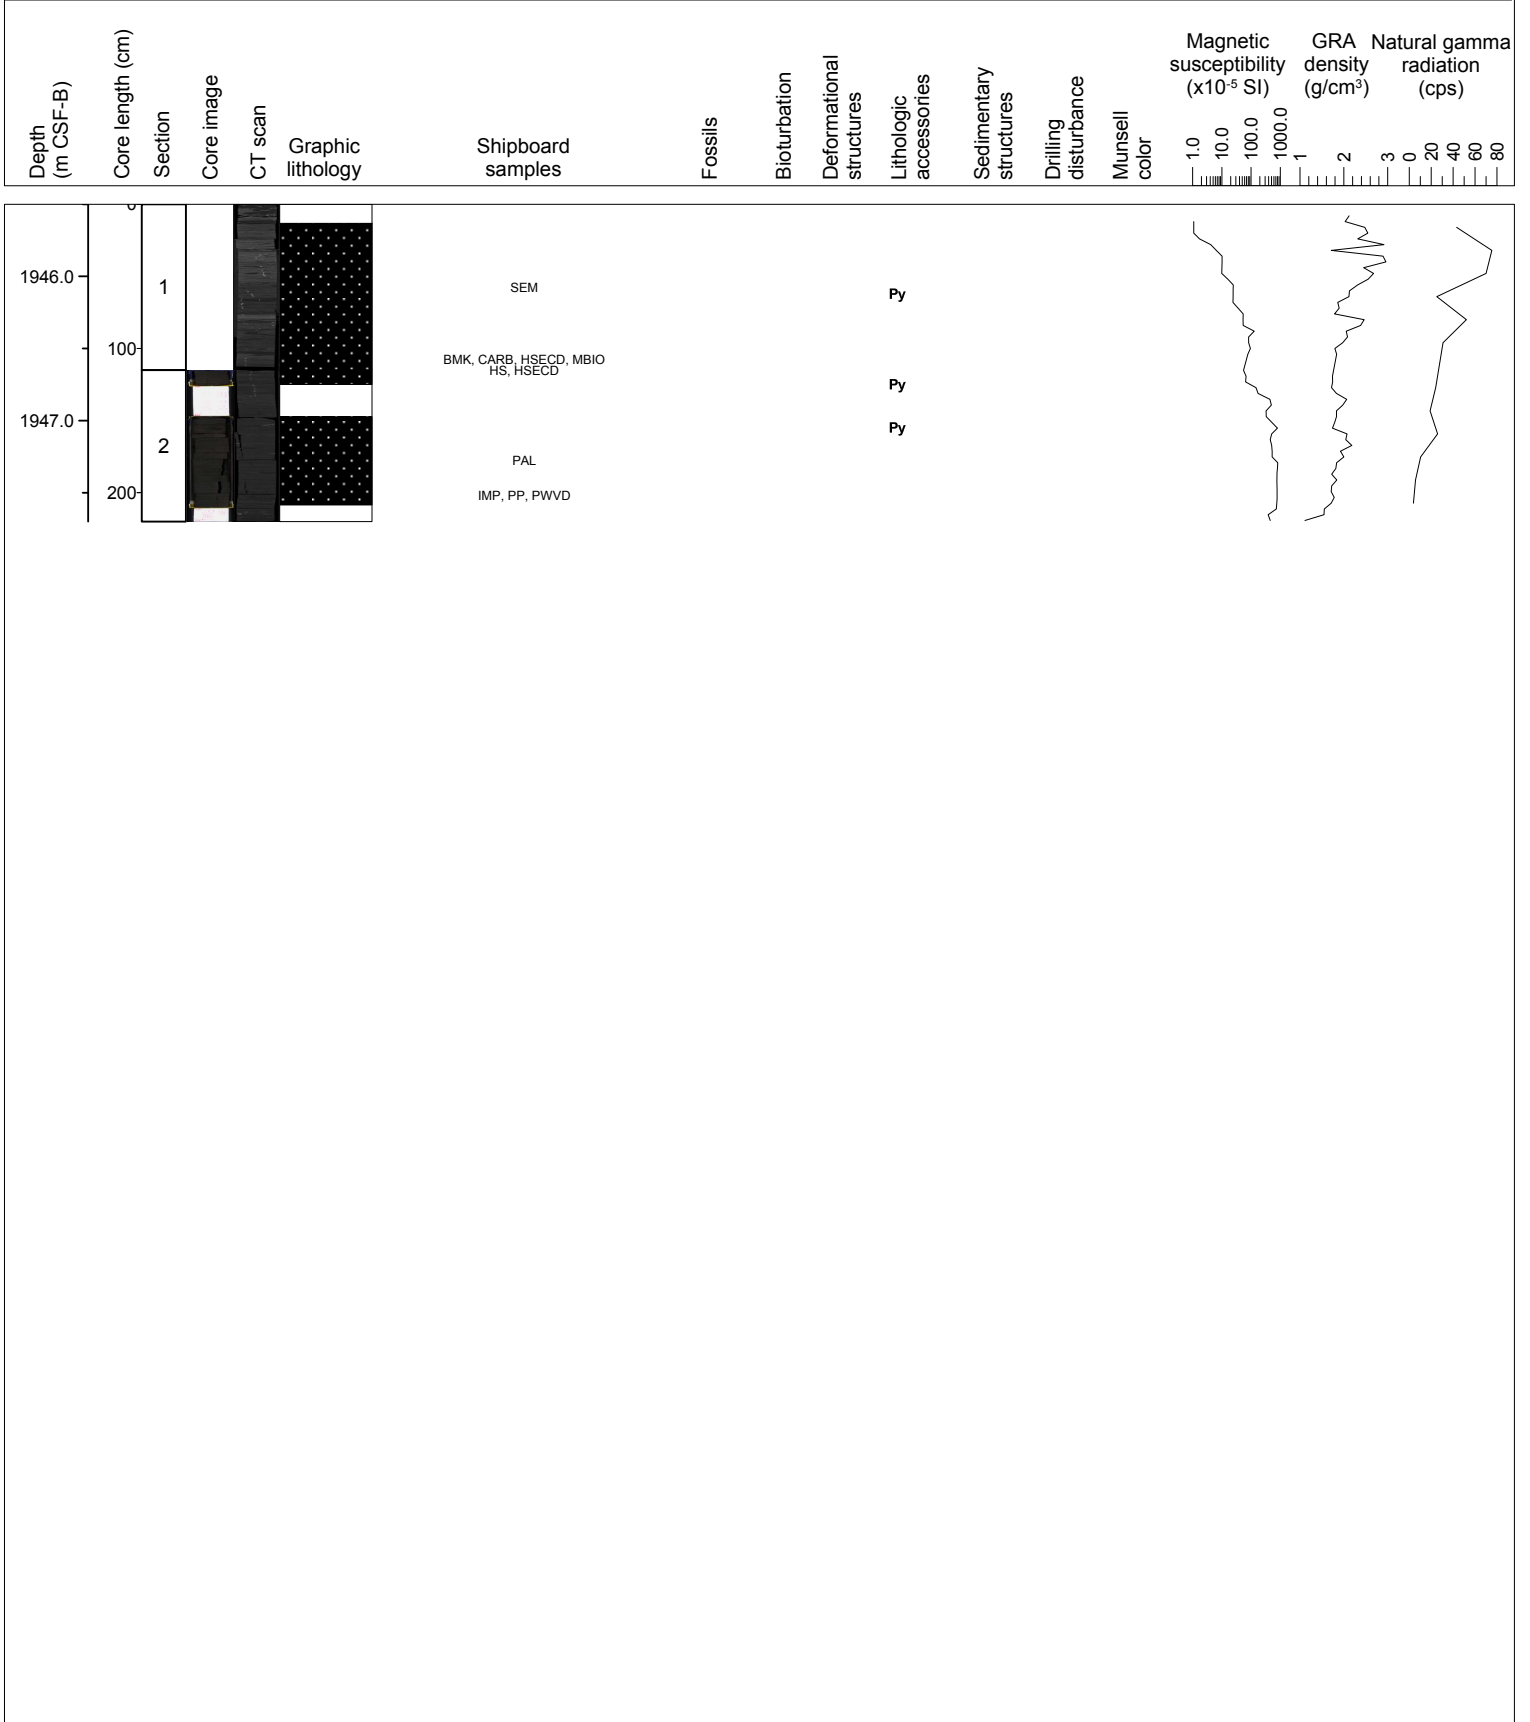 Depth
(m CSF-B)
Core length (cm)
Section
Core image
CT scan
Graphic
lithology
Shipboard
samples
Fossils
Bioturbation
Deformational
structures
Lithologic
accessories
Sedimentary
structures
Drilling
disturbance
Munsell
color
Magnetic
susceptibility
(x10⁻⁵ SI)
1.0 10.0 100.0 1000.0
GRA
density
(g/cm³)
1 2 3
Natural gamma
radiation
(cps)
0 20 40 60 80
0
1946.0
1
SEM
Py
100
BMK, CARB, HSECD, MBIO
HS, HSECD
Py
1947.0
Py
2
PAL
200
IMP, PP, PWVD